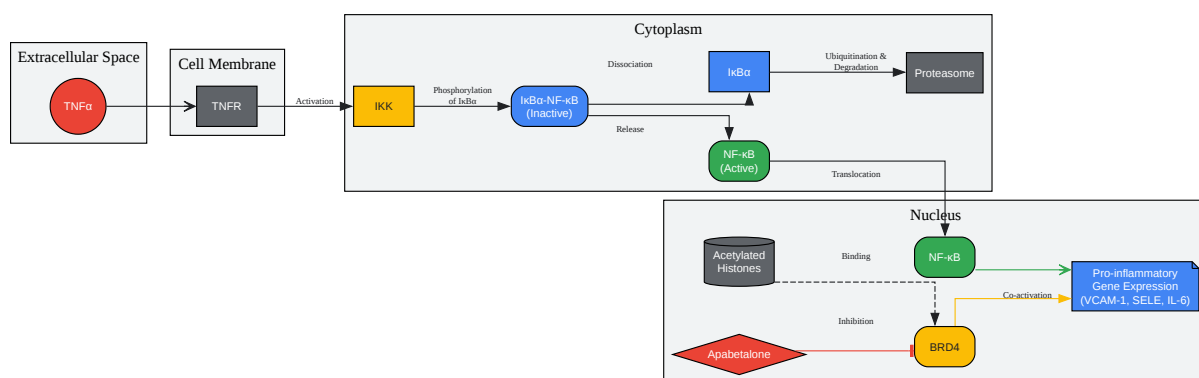 Extracellular Space
TNFα
Cell Membrane
TNFR
Activation
Cytoplasm
IKK
Phosphorylation
of IκBα
IκBα-NF-κB
(Inactive)
Dissociation
Release
IκBα
NF-κB
(Active)
Ubiquitination &
Degradation
Proteasome
Translocation
Nucleus
Acetylated
Histones
Binding
NF-κB
Pro-inflammatory
Gene Expression
(VCAM-1, SELE, IL-6)
Co-activation
Inhibition
Apabetalone
BRD4